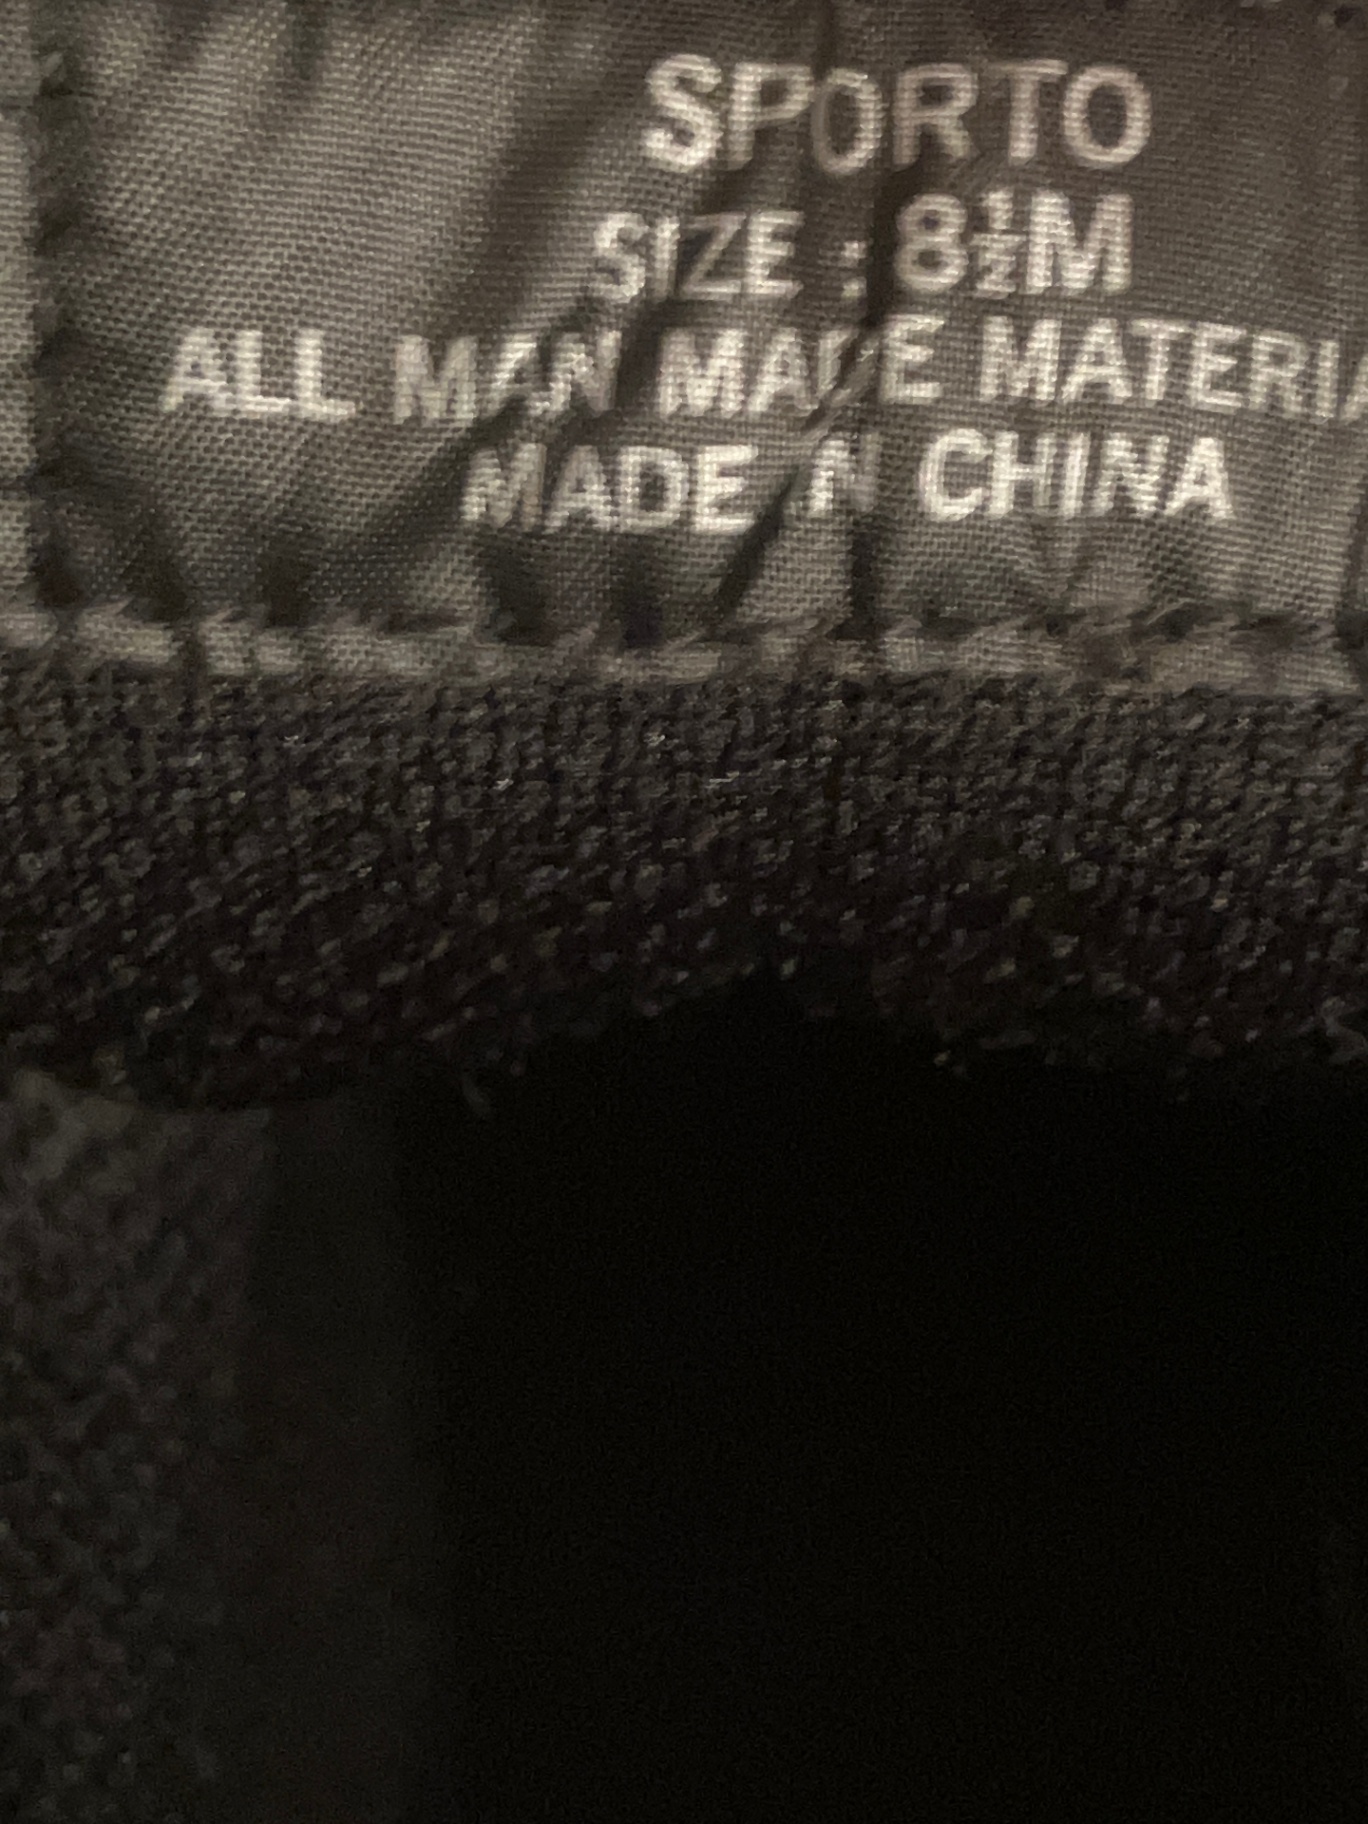 SPORTO
SIZE : 8½M
ALL MAN MADE MATERIA
MADE IN CHINA